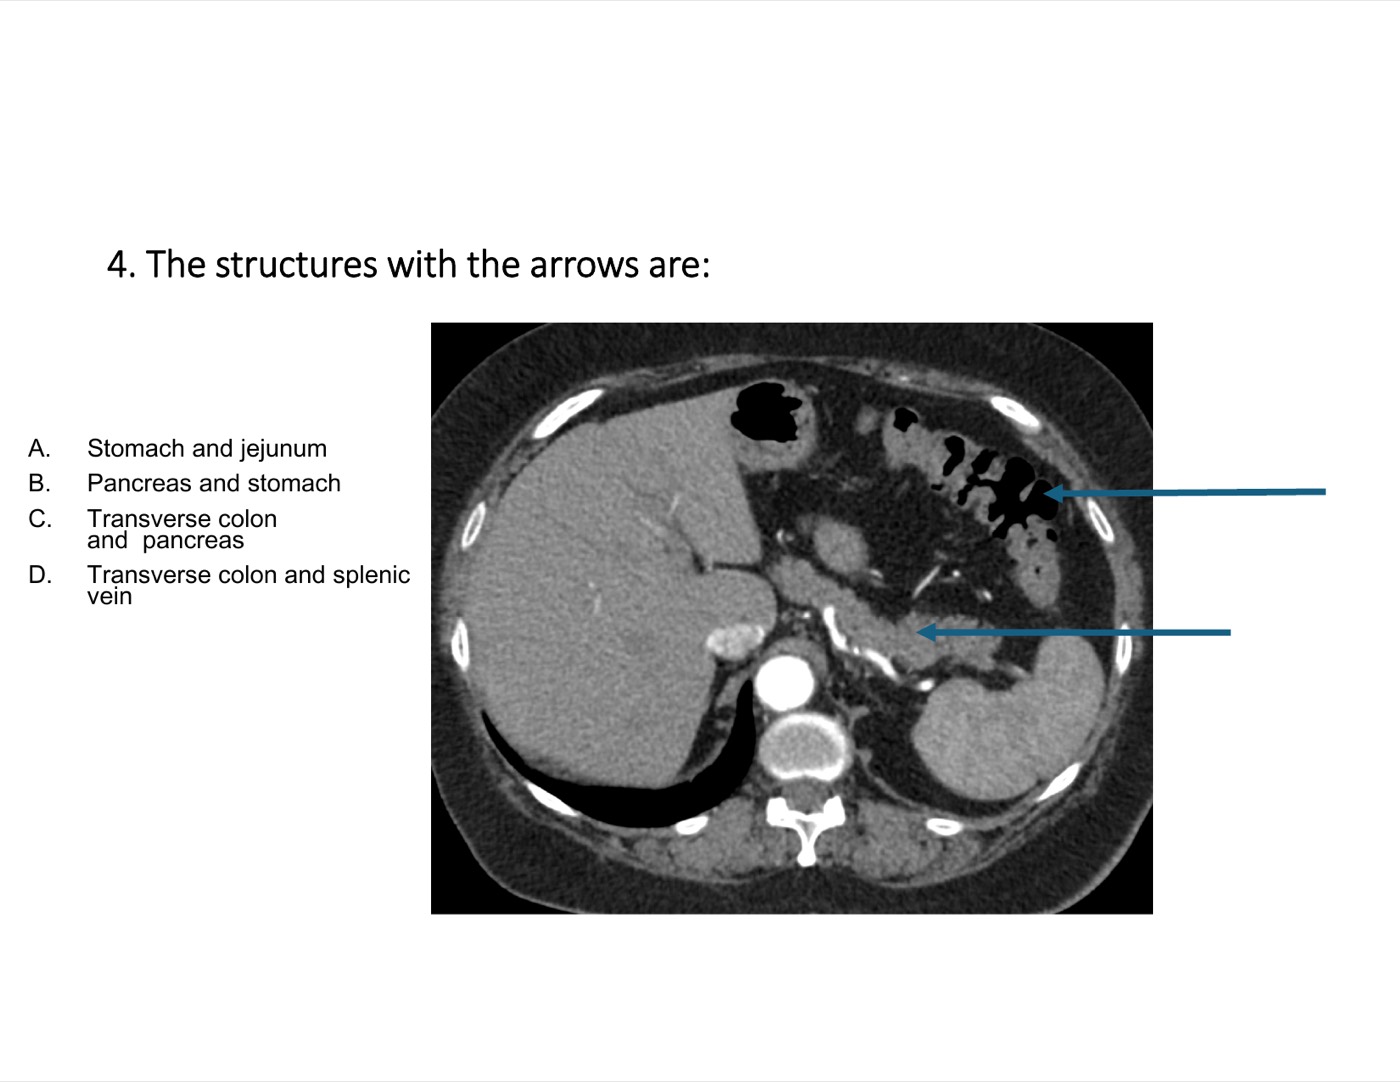 4. The structures with the arrows are:
A. Stomach and jejunum
B. Pancreas and stomach
C. Transverse colon
and pancreas
D. Transverse colon and splenic
vein